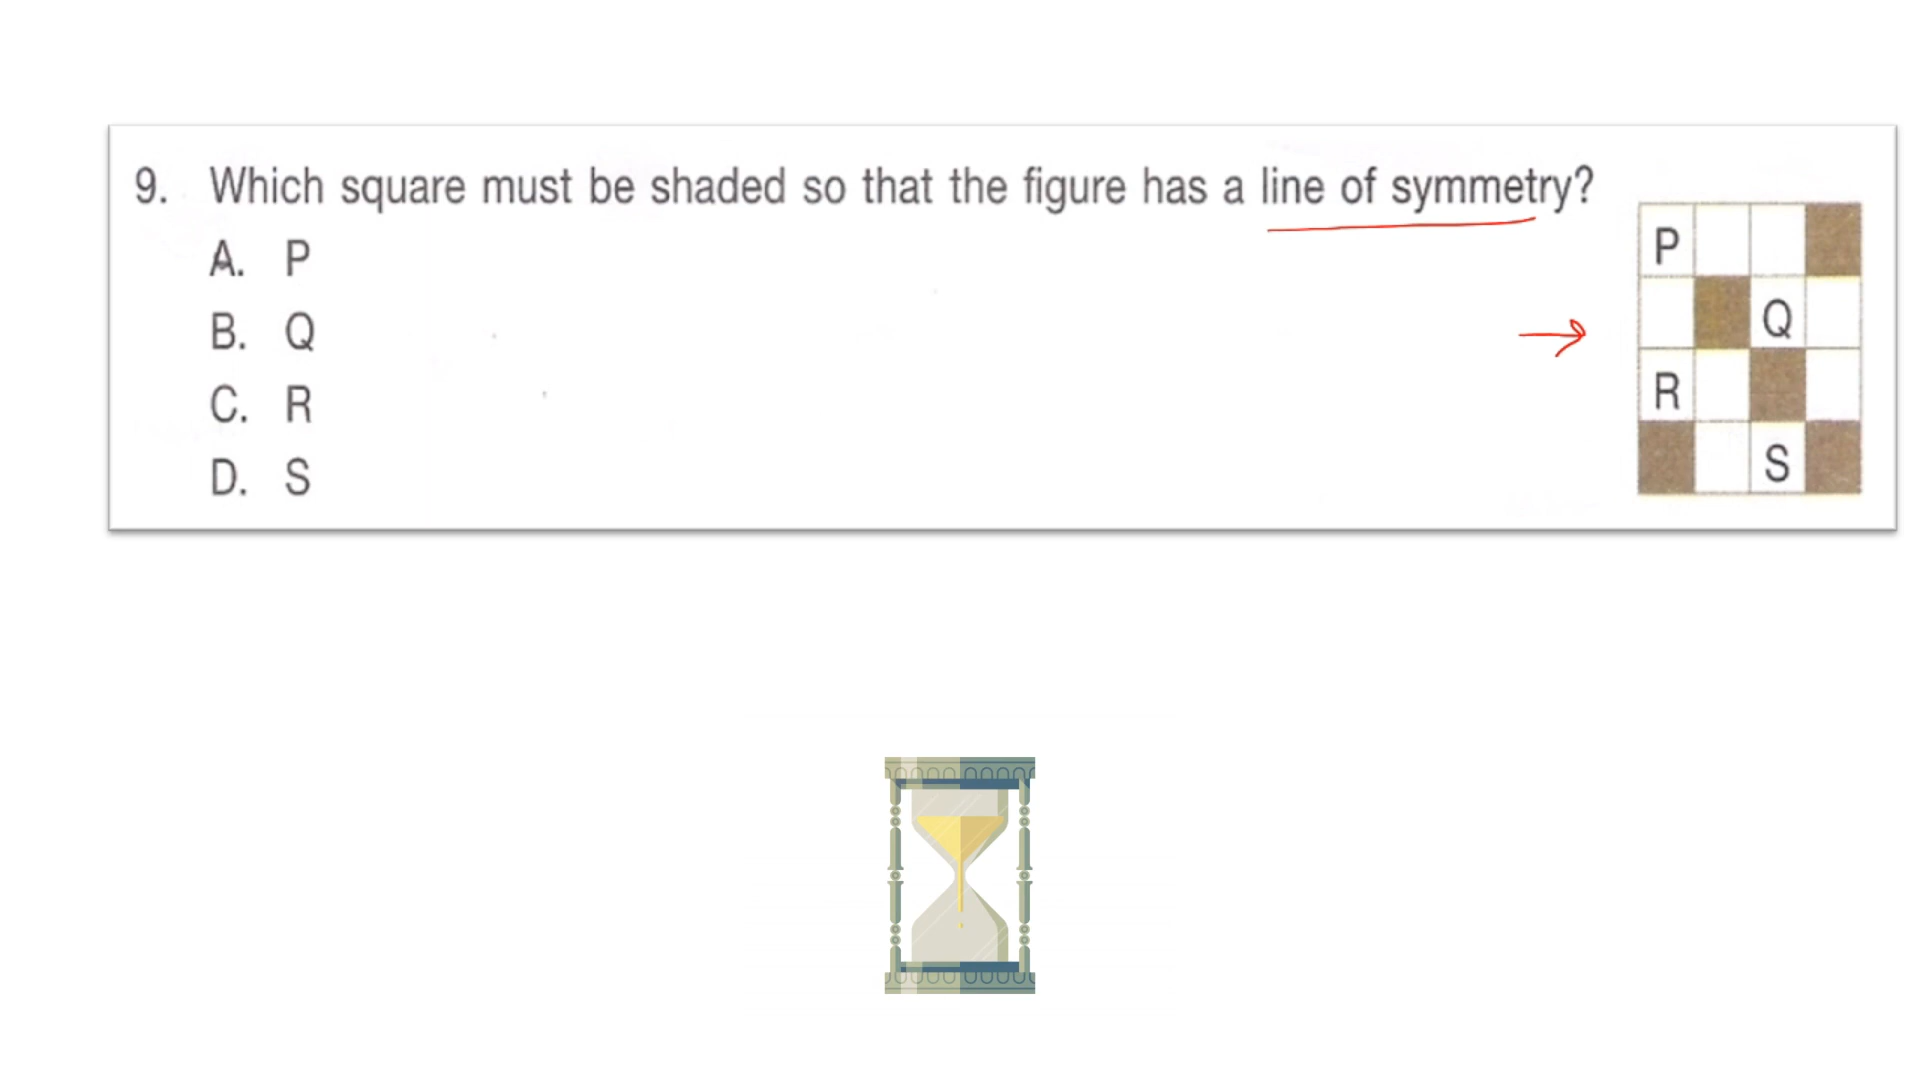 9. Which square must be shaded so that the figure has a line of symmetry?
A. P
B. Q
C. R
D. S
P
Q
R
S